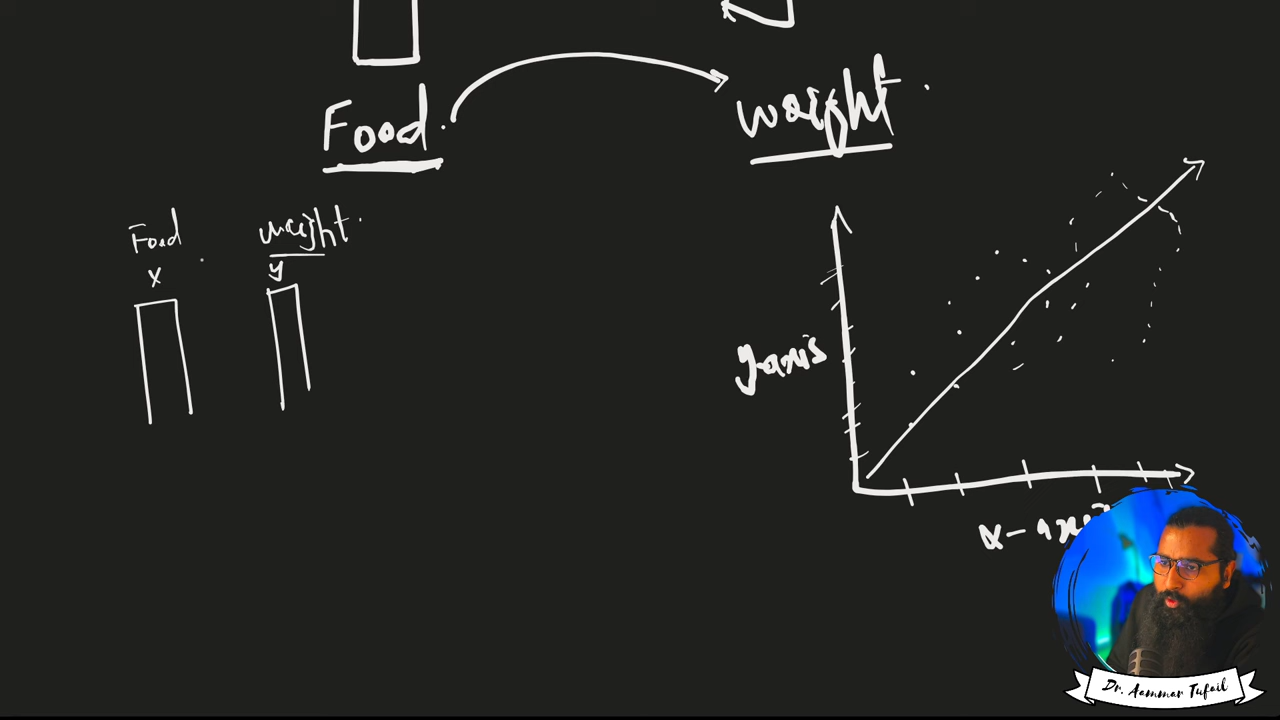 Food. weight.
Food weight.
x y
y-axis
x-axis
Dr. Aammar Tufail